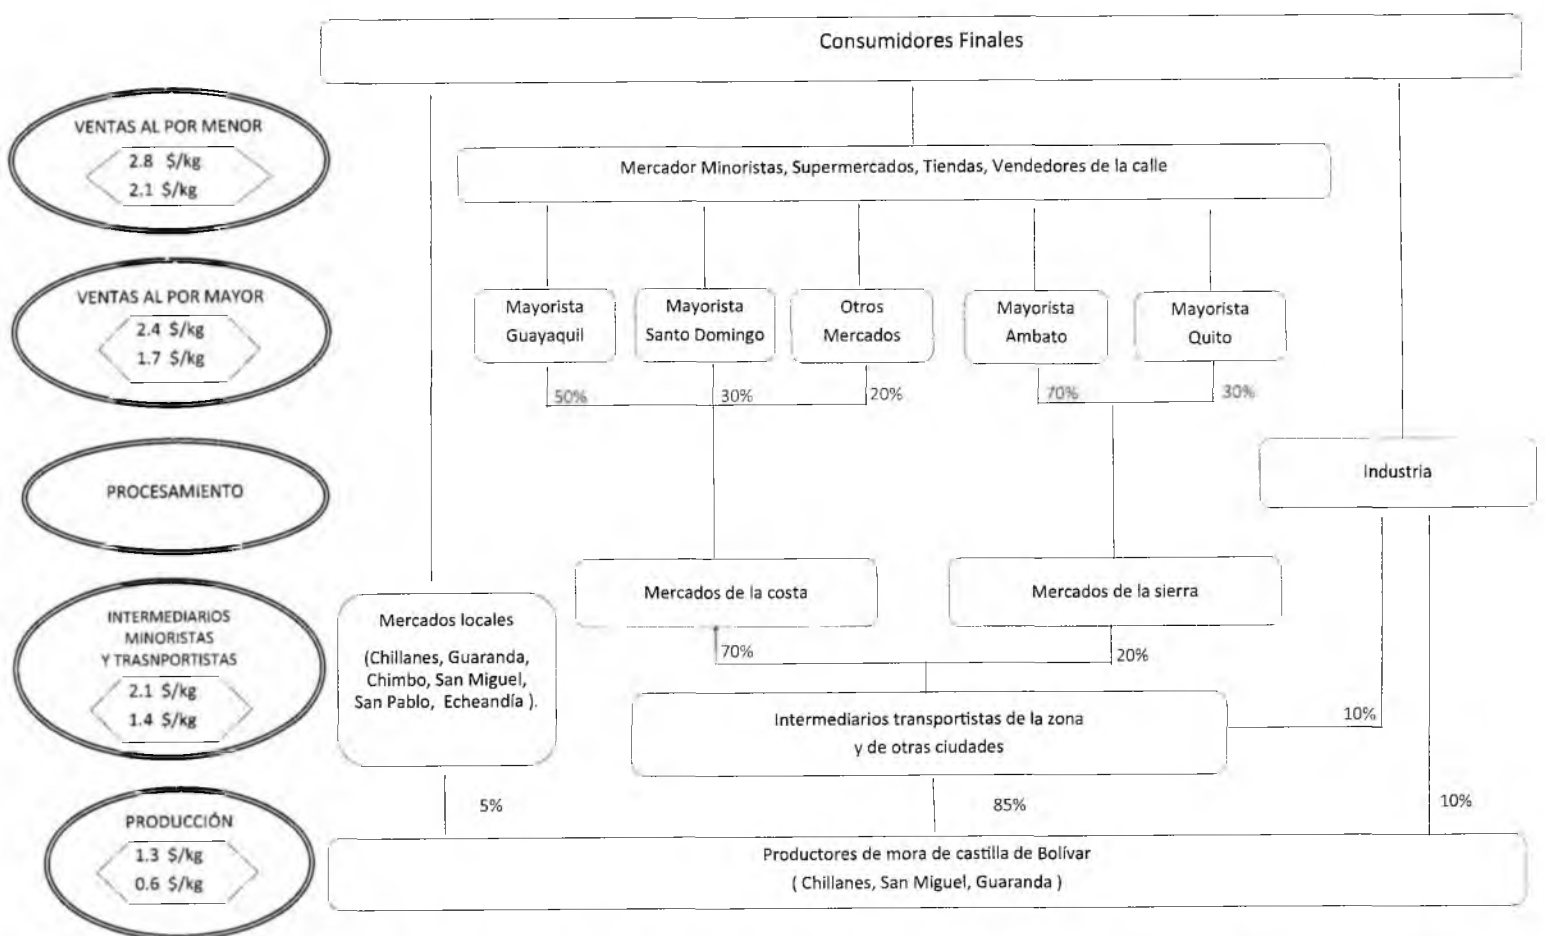 Consumidores Finales
VENTAS AL POR MENOR
2.8 $/kg
2.1 $/kg
Mercador Minoristas, Supermercados, Tiendas, Vendedores de la calle
VENTAS AL POR MAYOR
2.4 $/kg
1.7 $/kg
Mayorista
Guayaquil
Mayorista
Santo Domingo
Otros
Mercados
Mayorista
Ambato
Mayorista
Quito
50%
30%
20%
70%
30%
PROCESAMIENTO
Industria
INTERMEDIARIOS
MINORISTAS
Y TRASNPORTISTAS
2.1 $/kg
1.4 $/kg
Mercados locales
(Chillanes, Guaranda,
Chimbo, San Miguel,
San Pablo, Echeandía ).
Mercados de la costa
Mercados de la sierra
70%
20%
Intermediarios transportistas de la zona
y de otras ciudades
10%
5%
85%
10%
PRODUCCIÓN
1.3 $/kg
0.6 $/kg
Productores de mora de castilla de Bolívar
( Chillanes, San Miguel, Guaranda )